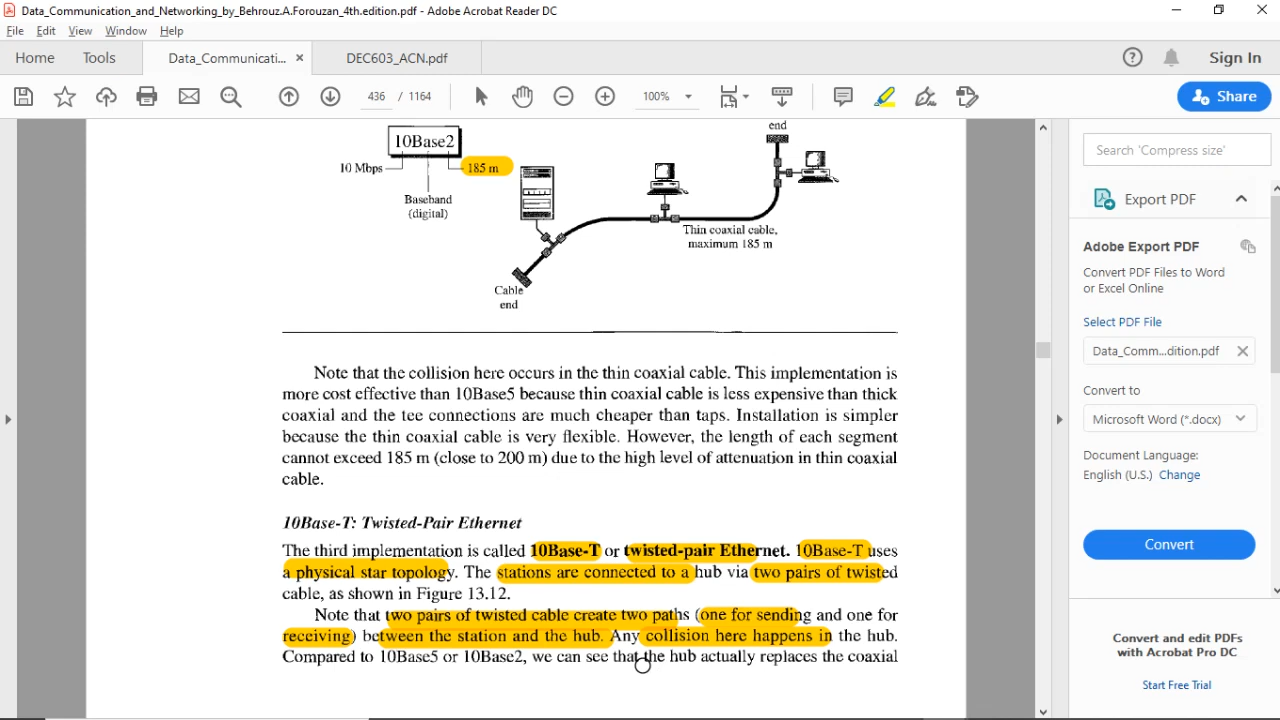 Data_Communication_and_Networking_by_Behrouz.A.Forouzan_4th.edition.pdf - Adobe Acrobat Reader DC
File Edit View Window Help
Home Tools Data_Communicati... × DEC603_ACN.pdf Sign In
436 / 1164 100% Share
10Base2
10 Mbps
185 m
Baseband
(digital)
end
Thin coaxial cable,
maximum 185 m
Cable
end
Note that the collision here occurs in the thin coaxial cable. This implementation is
more cost effective than 10Base5 because thin coaxial cable is less expensive than thick
coaxial and the tee connections are much cheaper than taps. Installation is simpler
because the thin coaxial cable is very flexible. However, the length of each segment
cannot exceed 185 m (close to 200 m) due to the high level of attenuation in thin coaxial
cable.
10Base-T: Twisted-Pair Ethernet
The third implementation is called 10Base-T or twisted-pair Ethernet. 10Base-T uses
a physical star topology. The stations are connected to a hub via two pairs of twisted
cable, as shown in Figure 13.12.
Note that two pairs of twisted cable create two paths (one for sending and one for
receiving) between the station and the hub. Any collision here happens in the hub.
Compared to 10Base5 or 10Base2, we can see that the hub actually replaces the coaxial
Search 'Compress size'
Export PDF
Adobe Export PDF
Convert PDF Files to Word
or Excel Online
Select PDF File
Data_Comm...dition.pdf
Convert to
Microsoft Word (*.docx)
Document Language:
English (U.S.) Change
Convert
Convert and edit PDFs
with Acrobat Pro DC
Start Free Trial